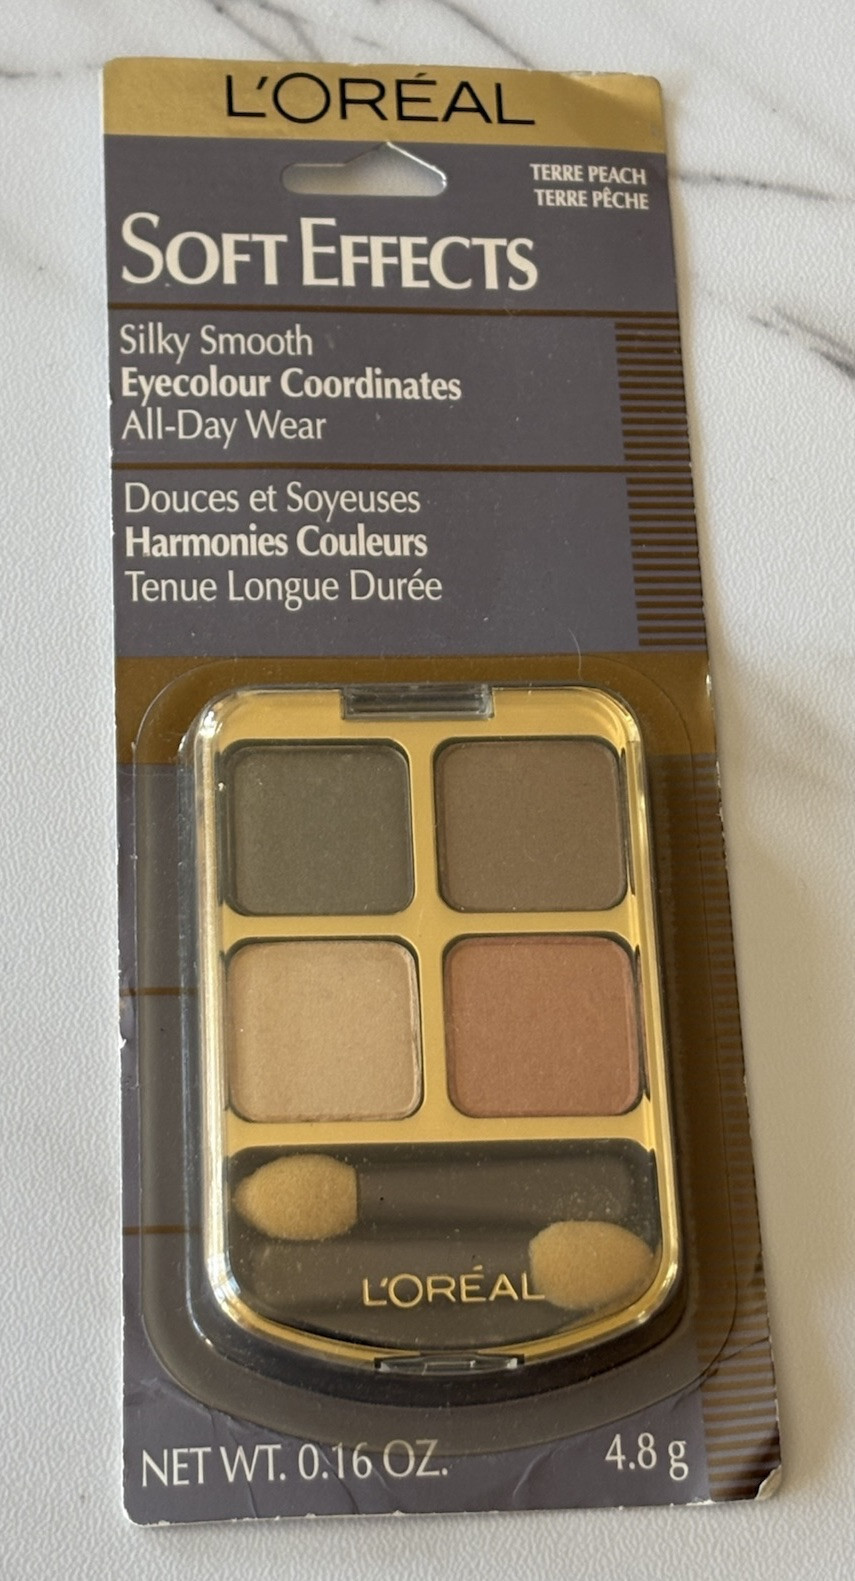 L'ORÉAL
TERRE PEACH
TERRE PÊCHE
SOFT EFFECTS
Silky Smooth
Eyecolour Coordinates
All-Day Wear
Douces et Soyeuses
Harmonies Couleurs
Tenue Longue Durée
L'ORÉAL
NET WT. 0.16 OZ. 4.8 g